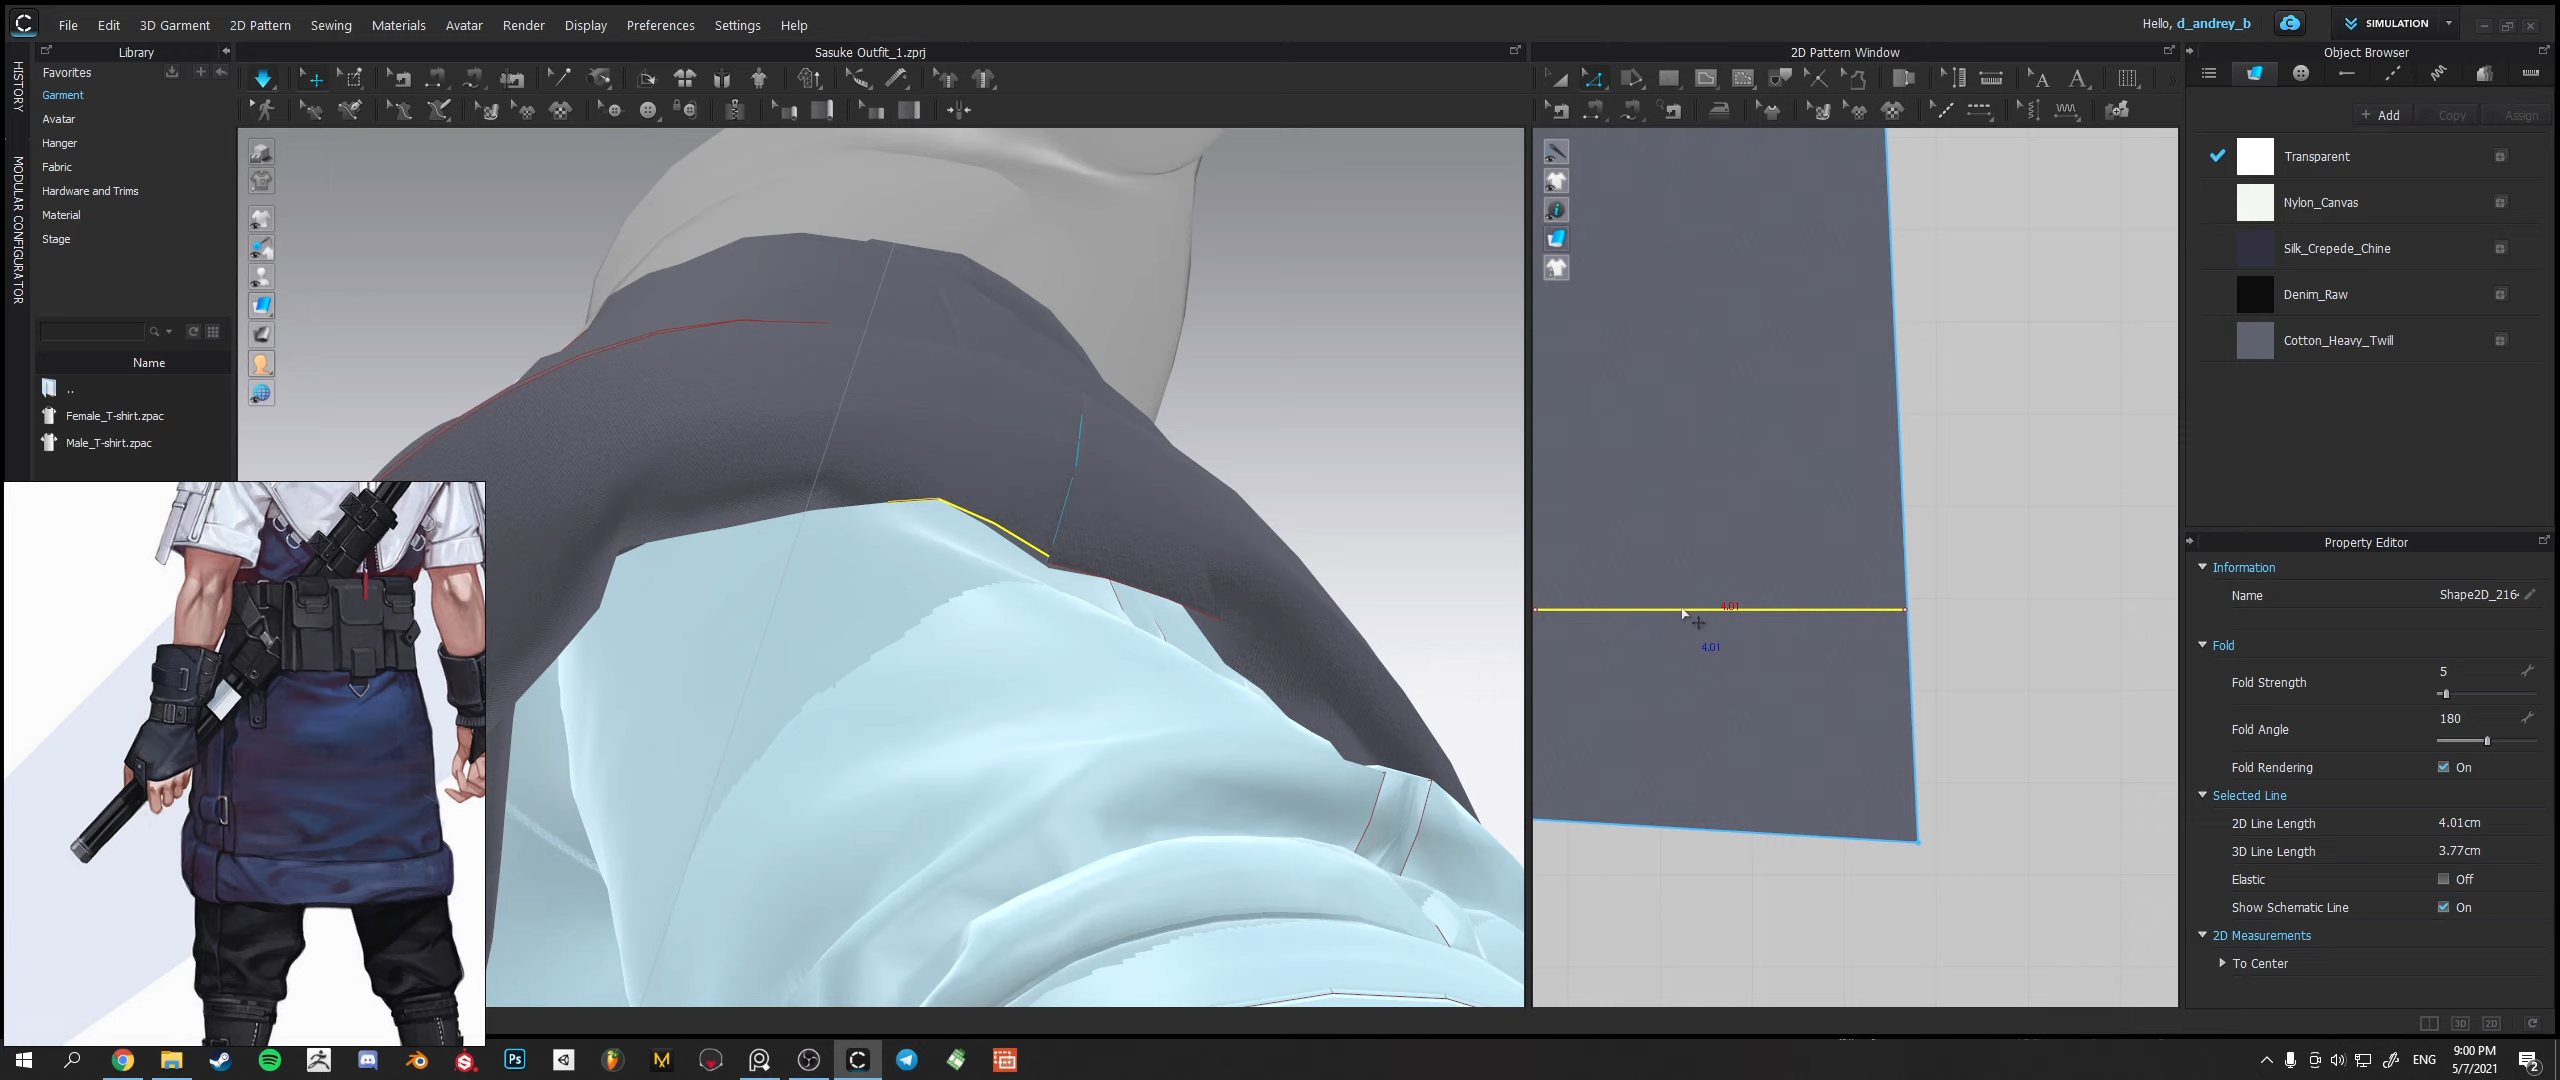 File Edit 3D Garment 2D Pattern Sewing Materials Avatar Render Display Preferences Settings Help
Hello, d_andrey_b
SIMULATION
HISTORY
MODULAR CONFIGURATOR
Library
Favorites
Garment
Avatar
Hanger
Fabric
Hardware and Trims
Material
Stage
Name
..
Female_T-shirt.zpac
Male_T-shirt.zpac
Sasuke Outfit_1.zprj
2D Pattern Window
4.01
4.01
Object Browser
+ Add Copy Assign
Transparent
Nylon_Canvas
Silk_Crepede_Chine
Denim_Raw
Cotton_Heavy_Twill
Property Editor
Information
Name Shape2D_216
Fold
Fold Strength 5
Fold Angle 180
Fold Rendering On
Selected Line
2D Line Length 4.01cm
3D Line Length 3.77cm
Elastic Off
Show Schematic Line On
2D Measurements
To Center
3D 2D
Ps
ENG
9:00 PM
5/7/2021
2